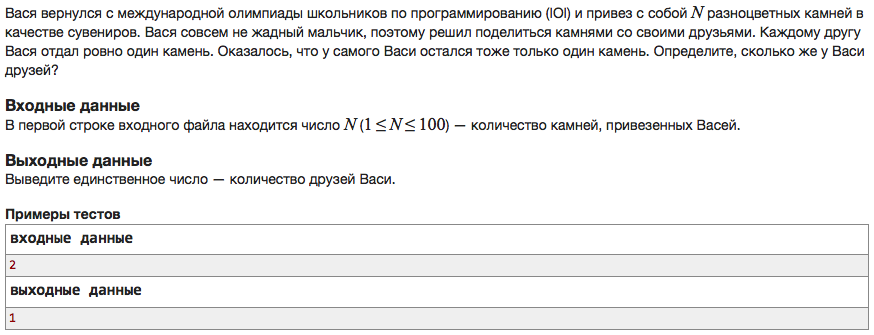 Вася вернулся с международной олимпиады школьников по программированию (IOI) и привез с собой N разноцветных камней в
качестве сувениров. Вася совсем не жадный мальчик, поэтому решил поделиться камнями со своими друзьями. Каждому другу
Вася отдал ровно один камень. Оказалось, что у самого Васи остался тоже только один камень. Определите, сколько же у Васи
друзей?
Входные данные
В первой строке входного файла находится число N (1 ≤ N ≤ 100) — количество камней, привезенных Васей.
Выходные данные
Выведите единственное число — количество друзей Васи.
Примеры тестов
входные данные
2
выходные данные
1